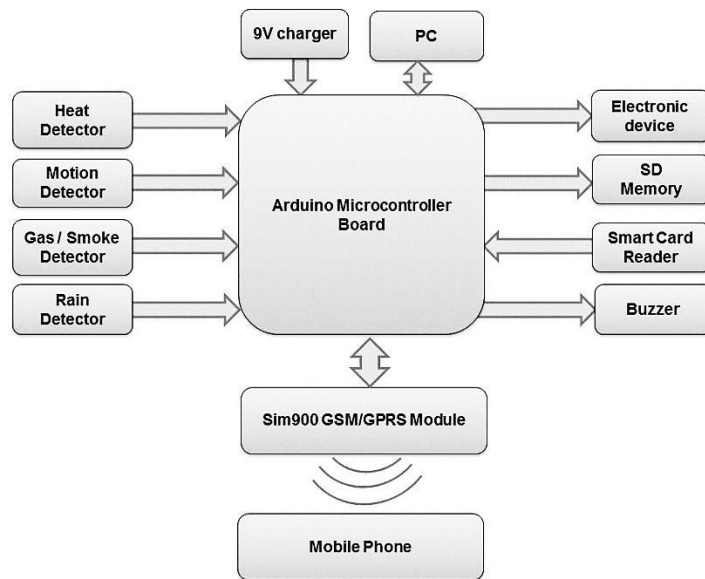 9V charger
PC
Heat
Detector
Motion
Detector
Gas / Smoke
Detector
Rain
Detector
Arduino Microcontroller
Board
Electronic
device
SD
Memory
Smart Card
Reader
Buzzer
Sim900 GSM/GPRS Module
Mobile Phone